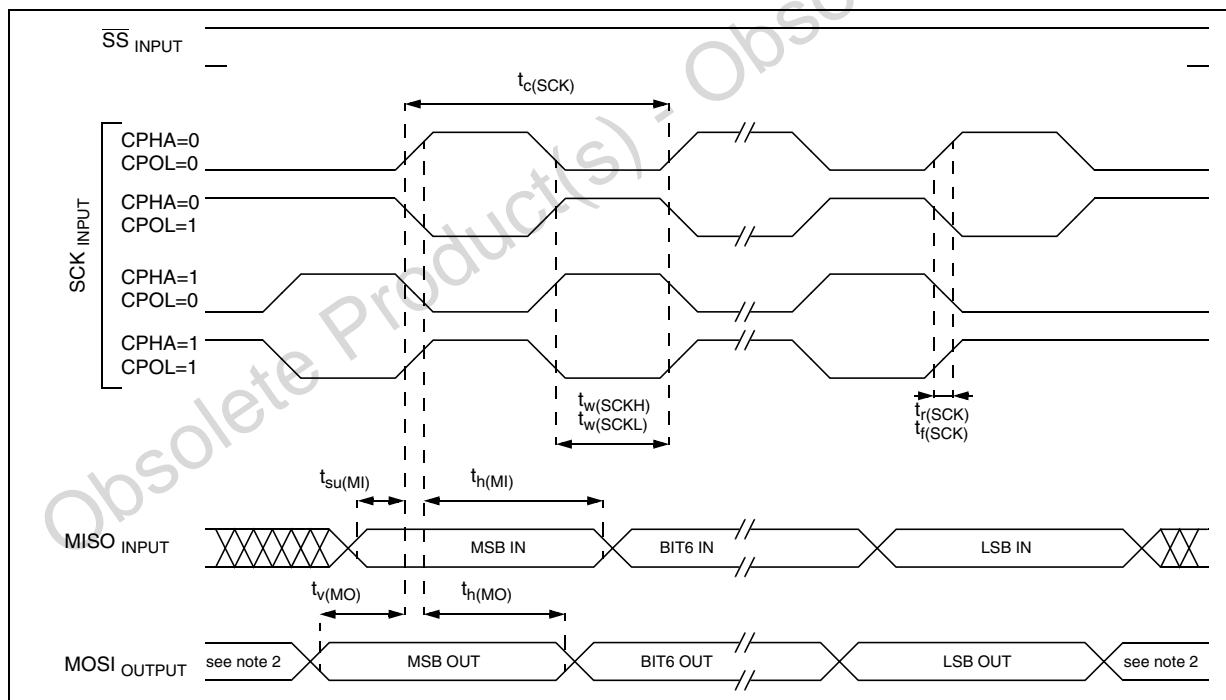 SS INPUT
tc(SCK)
SCK INPUT
CPHA=0
CPOL=0
CPHA=0
CPOL=1
CPHA=1
CPOL=0
CPHA=1
CPOL=1
tw(SCKH)
tw(SCKL)
tr(SCK)
tf(SCK)
tsu(MI)
th(MI)
MISO INPUT
MSB IN
BIT6 IN
LSB IN
tv(MO)
th(MO)
MOSI OUTPUT
see note 2
MSB OUT
BIT6 OUT
LSB OUT
see note 2
Obsolete Product(s) - Obso